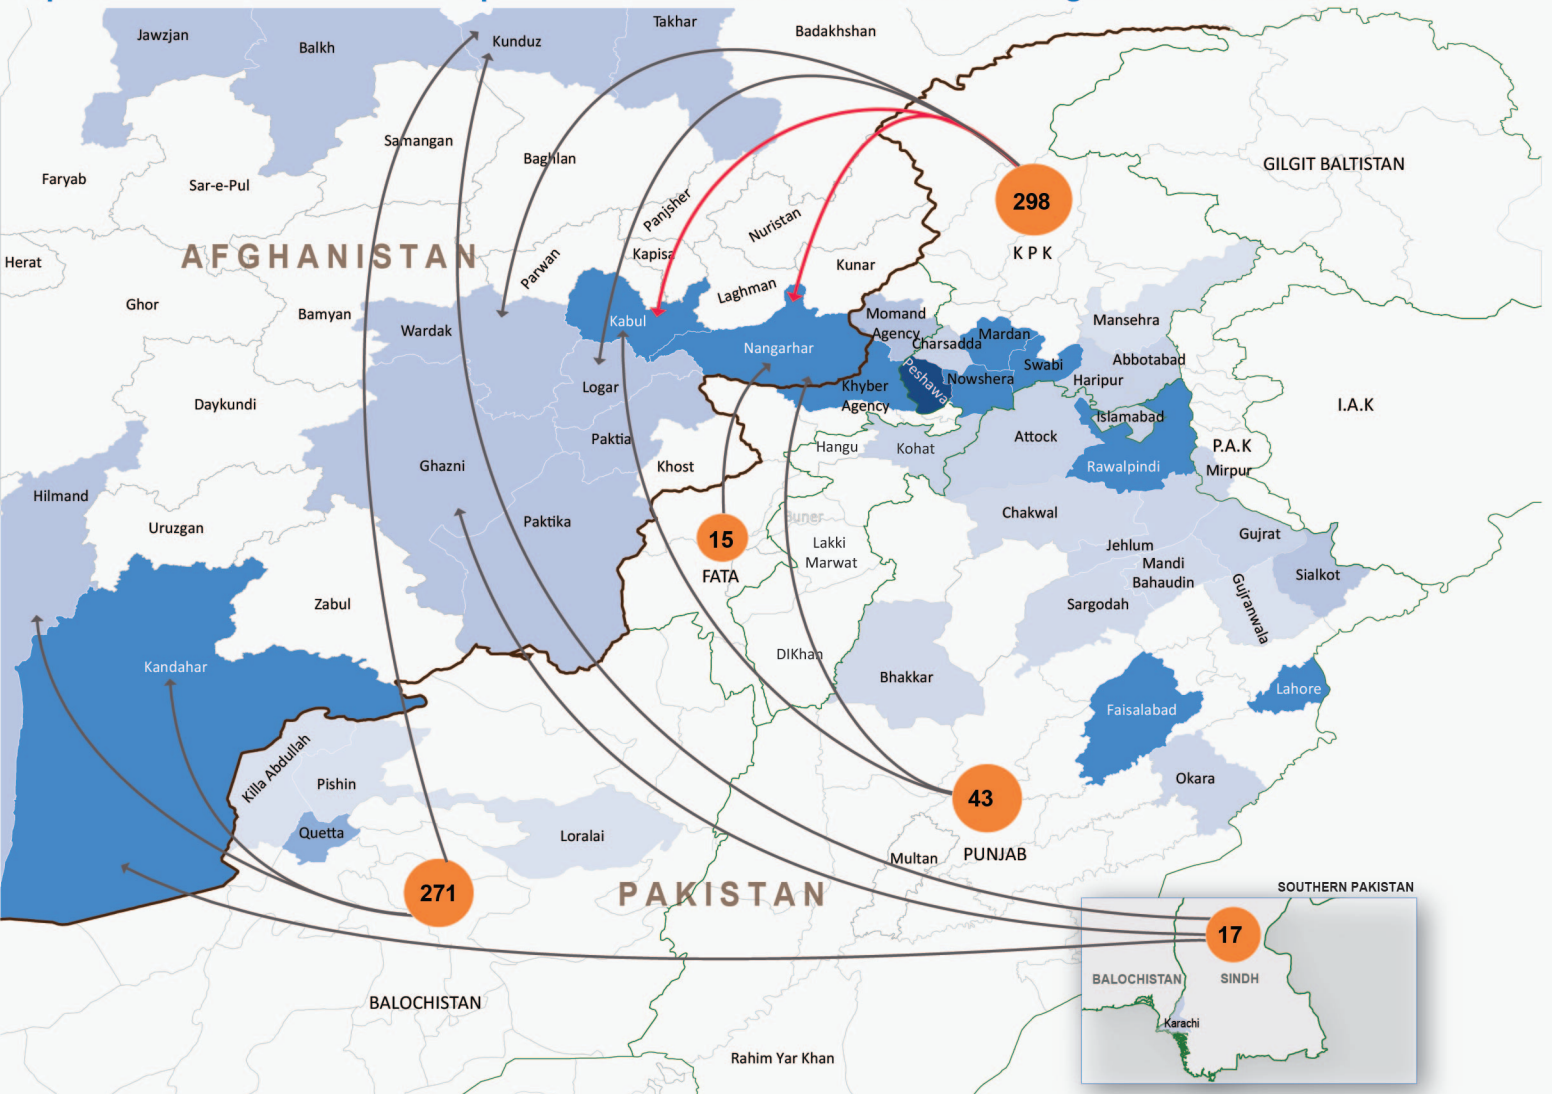 Jawzjan
Balkh
Kunduz
Takhar
Badakhshan
Samangan
Baghlan
Faryab
Sar-e-Pul
Panjsher
Nuristan
GILGIT BALTISTAN
298
K P K
AFGHANISTAN
Herat
Parwan
Kapisa
Kunar
Laghman
Ghor
Bamyan
Wardak
Kabul
Nangarhar
Momand
Agency
Charsadda
Mardan
Mansehra
Swabi
Abbotabad
Haripur
Peshawar
Nowshera
Khyber
Agency
Logar
Daykundi
Islamabad
I.A.K
Paktia
Attock
Hangu
Kohat
P.A.K
Mirpur
Rawalpindi
Ghazni
Khost
Hilmand
Uruzgan
Paktika
Buner
Chakwal
15
FATA
Lakki
Marwat
Jehlum
Gujrat
Mandi
Bahaudin
Sialkot
Gujranwala
Sargodah
Zabul
Kandahar
DIKhan
Bhakkar
Lahore
Faisalabad
Killa Abdullah
Pishin
Okara
43
PUNJAB
Quetta
Loralai
Multan
271
PAKISTAN
SOUTHERN PAKISTAN
17
BALOCHISTAN
SINDH
Karachi
BALOCHISTAN
Rahim Yar Khan